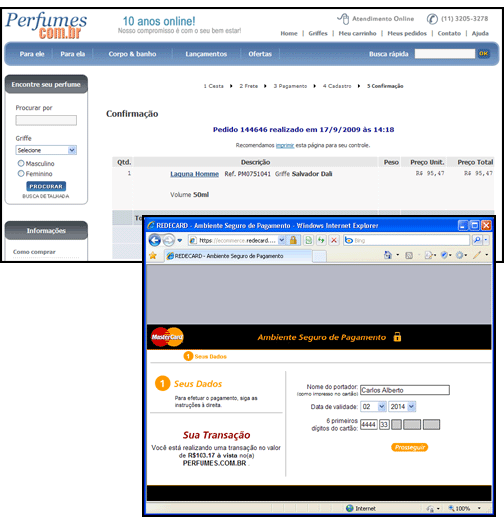 Perfumes
.com.br
10 anos online!
Nosso compromisso é com o seu bem estar!
Atendimento Online (11) 3205-3278
Home | Griffes | Meu carrinho | Meus pedidos | Contato | Ajuda
Para ele Para ela Corpo & banho Lançamentos Ofertas Busca rápida OK
Encontre seu perfume
Procurar por
Griffe
Selecione
Masculino
Feminino
PROCURAR
BUSCA DETALHADA
Informações
Como comprar
1 Cesta 2 Frete 3 Pagamento 4 Cadastro 5 Confirmação
Confirmação
Pedido 144646 realizado em 17/9/2009 às 14:18
Recomendamos imprimir esta página para seu controle.
Qtd. Descrição Peso Preço Unit. Preço Total
1 Laguna Homme Ref. PM0751041 Griffe Salvador Dali R$ 95,47 R$ 95,47
Volume 50ml
To
REDECARD - Ambiente Seguro de Pagamento - Windows Internet Explorer
https://ecommerce.redecard....
Bing
REDECARD - Ambiente Seguro de Pagamento
MasterCard
Ambiente Seguro de Pagamento
1 Seus Dados
1 Seus Dados
Para efetuar o pagamento, siga as
instruções à direita.
Sua Transação
Você está realizando uma transação no valor
de R$103,17 à vista no(a)
PERFUMES.COM.BR .
Nome do portador: Carlos Alberto
(como impresso no cartão)
Data de validade: 02 2014
6 primeiros
dígitos do cartão: 4444 33
Prosseguir
Internet 100%